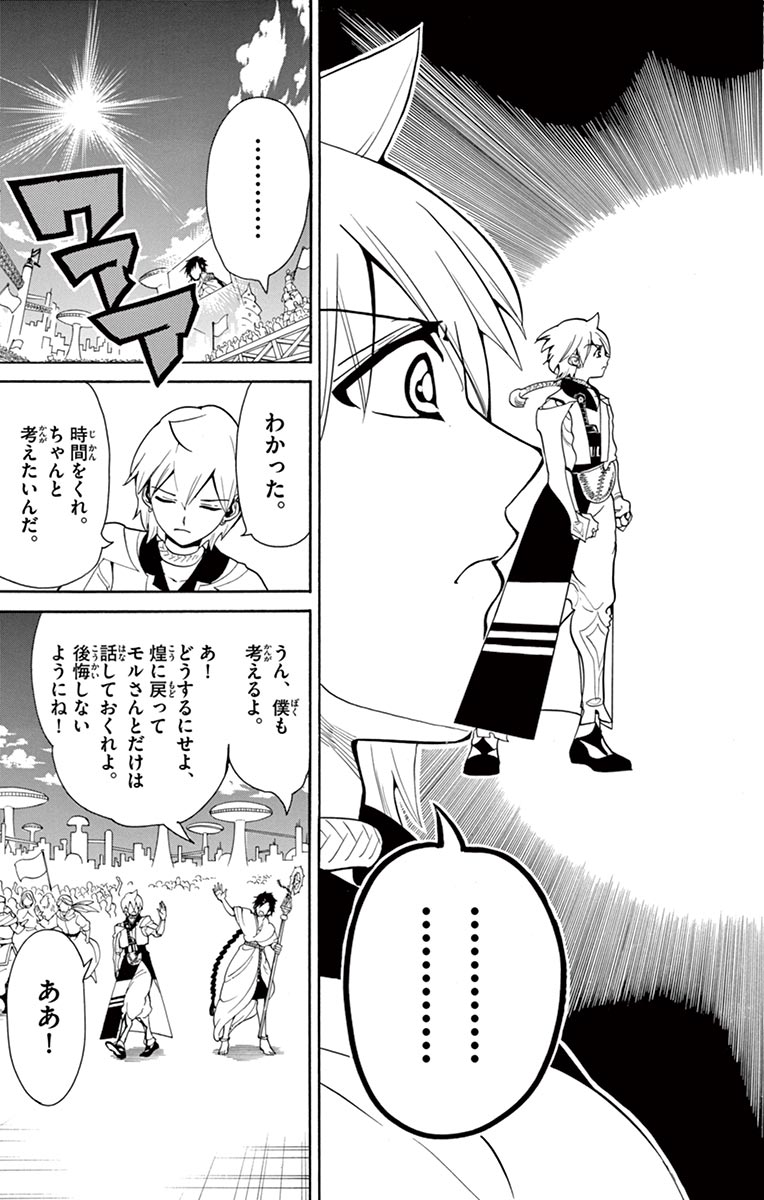 ………………
………
ワアアア
わかった。
時間をくれ。
ちゃんと
考えたいんだ。
うん、僕も
考えるよ。
あ!
どうするにせよ、
煌に戻って
モルさんとだけは
話しておくれよ。
後悔しない
ようにね!
ああ!